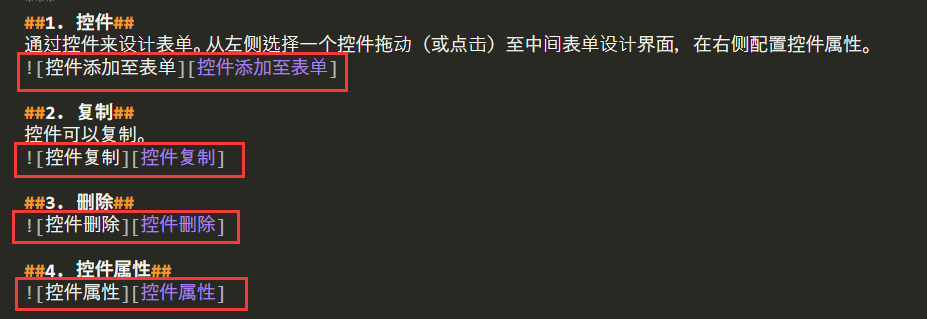 ##1. 控件##
通过控件来设计表单。从左侧选择一个控件拖动（或点击）至中间表单设计界面，在右侧配置控件属性。
![控件添加至表单][控件添加至表单]
##2. 复制##
控件可以复制。
![控件复制][控件复制]
##3. 删除##
![控件删除][控件删除]
##4. 控件属性##
![控件属性][控件属性]